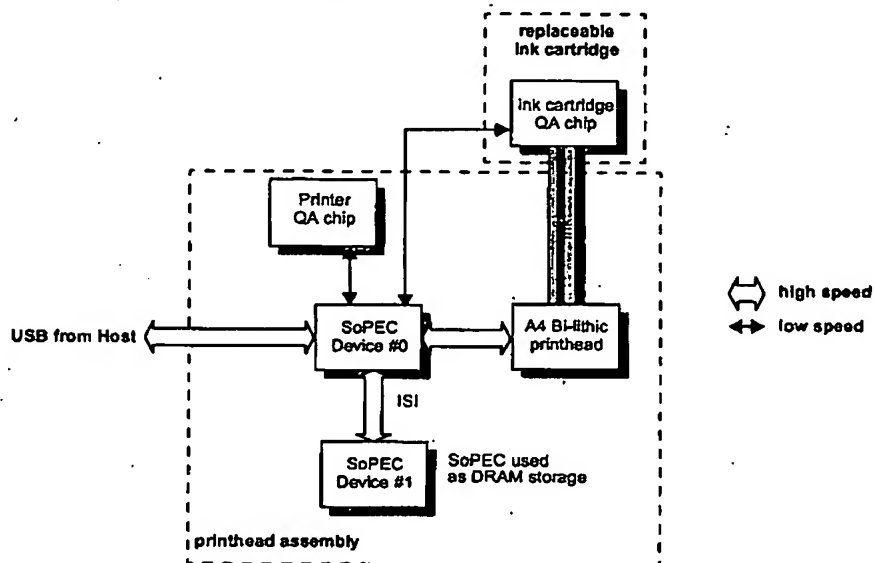 replaceable
ink cartridge
Ink cartridge
QA chip
Printer
QA chip
USB from Host
SoPEC
Device #0
A4 Bi-lithic
printhead
high speed
low speed
ISI
SoPEC
Device #1
SoPEC used
as DRAM storage
printhead assembly